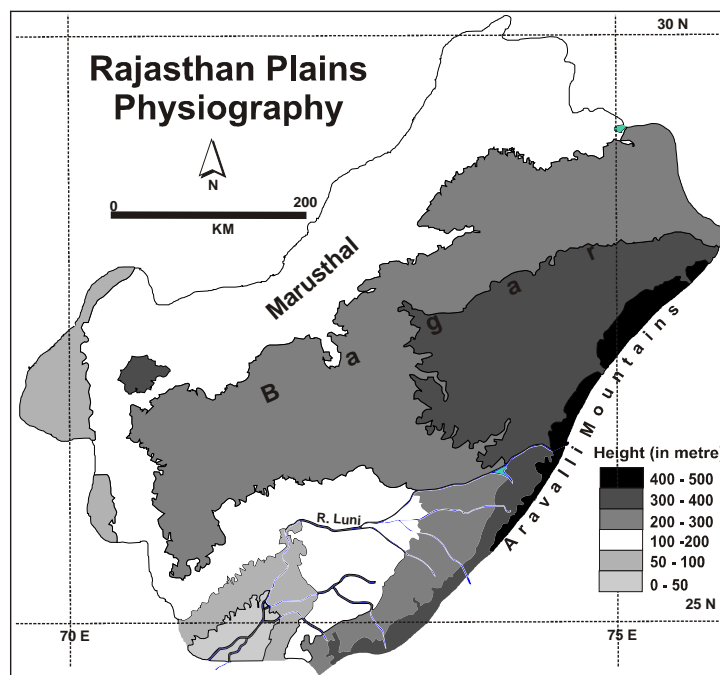 30 N
Rajasthan Plains
Physiography
N
0 200
KM
Marusthal
Bagar
Aravalli Mountains
R. Luni
Height (in metre)
400 - 500
300 - 400
200 - 300
100 -200
50 - 100
0 - 50
25 N
70 E
75 E